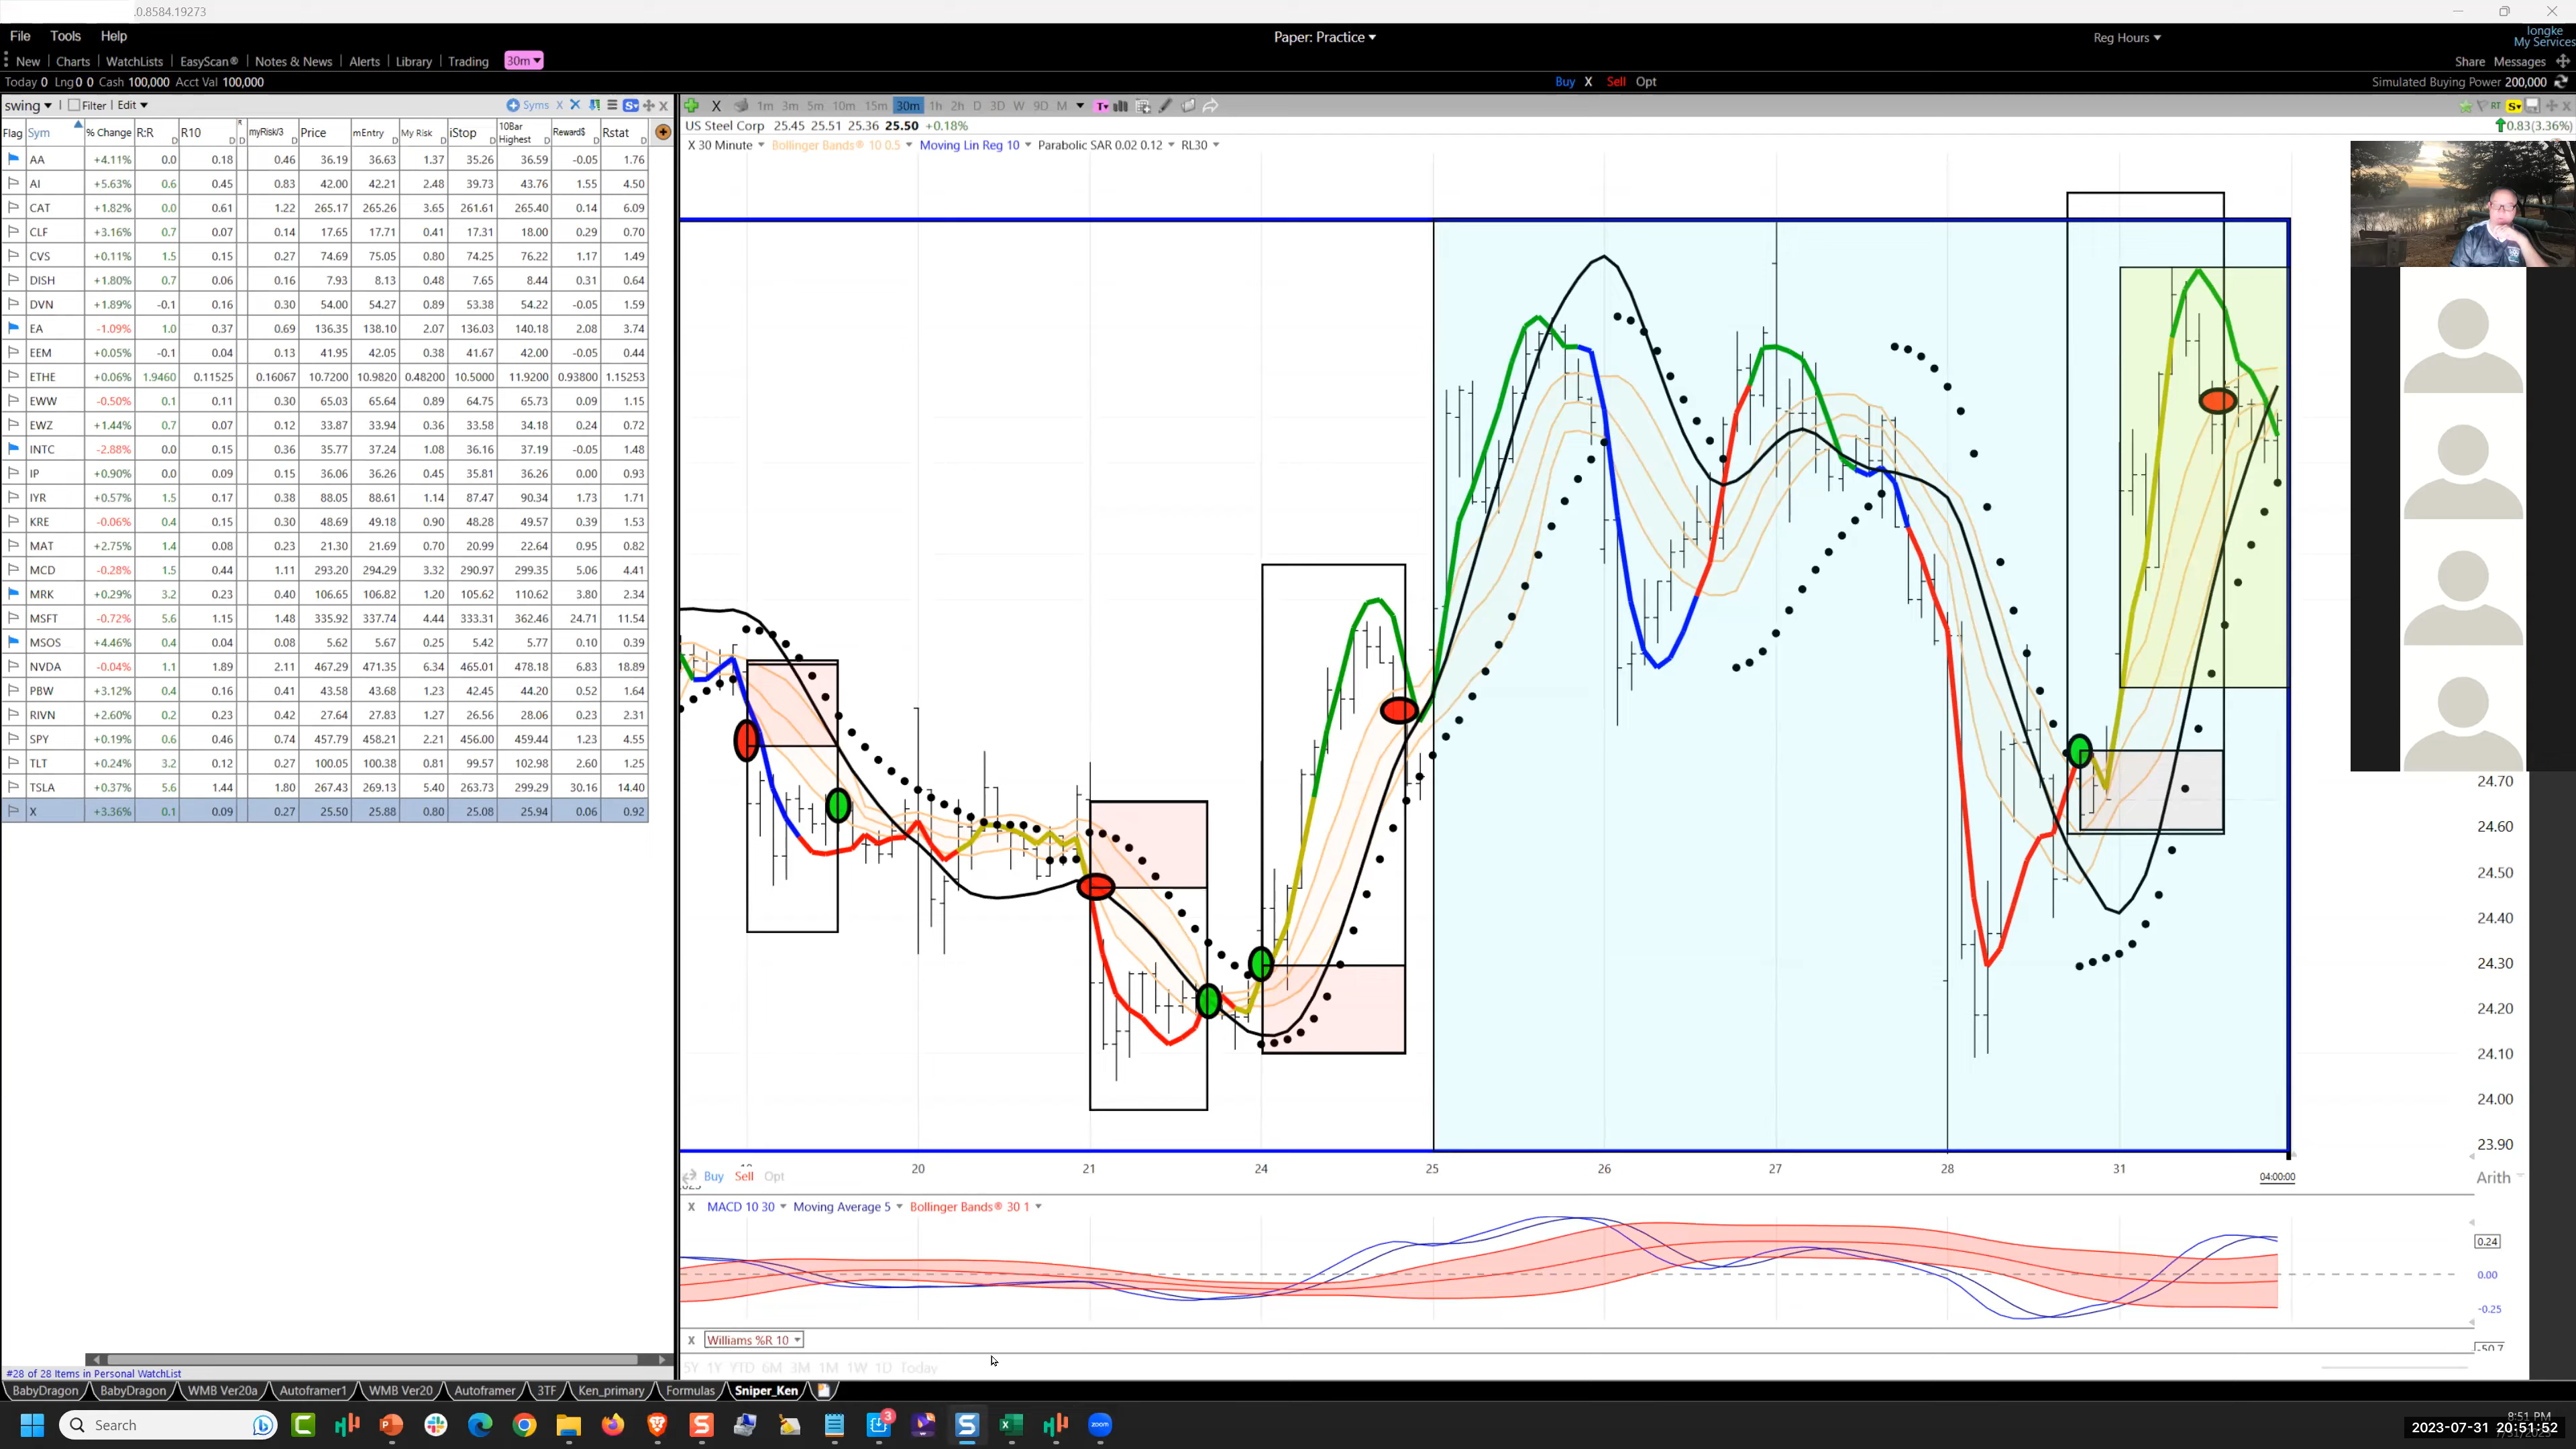 .0.8584.19273
File Tools Help
Paper: Practice
Reg Hours
longke
My Services
New Charts WatchLists EasyScan® Notes & News Alerts Library Trading 30m
Share Messages
Today 0 Lng 0 0 Cash 100,000 Acct Val 100,000
Buy X Sell Opt
Simulated Buying Power 200,000
swing Filter Edit Syms X
X 1m 3m 5m 10m 15m 30m 1h 2h D 3D W 9D M
RT
Flag Sym % Change R:R R10 myRisk/3 Price mEntry My Risk iStop 10Bar Highest Reward$ Rstat
US Steel Corp 25.45 25.51 25.36 25.50 +0.18%
0.83(3.36%)
X 30 Minute Bollinger Bands® 10 0.5 Moving Lin Reg 10 Parabolic SAR 0.02 0.12 RL30
AA +4.11% 0.0 0.18 0.46 36.19 36.63 1.37 35.26 36.59 -0.05 1.76
AI +5.63% 0.6 0.45 0.83 42.00 42.21 2.48 39.73 43.76 1.55 4.50
CAT +1.82% 0.0 0.61 1.22 265.17 265.26 3.65 261.61 265.40 0.14 6.09
CLF +3.16% 0.7 0.07 0.14 17.65 17.71 0.41 17.31 18.00 0.29 0.70
CVS +0.11% 1.5 0.15 0.27 74.69 75.05 0.80 74.25 76.22 1.17 1.49
DISH +1.80% 0.7 0.06 0.16 7.93 8.13 0.48 7.65 8.44 0.31 0.64
DVN +1.89% -0.1 0.16 0.30 54.00 54.27 0.89 53.38 54.22 -0.05 1.59
EA -1.09% 1.0 0.37 0.69 136.35 138.10 2.07 136.03 140.18 2.08 3.74
EEM +0.05% -0.1 0.04 0.13 41.95 42.05 0.38 41.67 42.00 -0.05 0.44
ETHE +0.06% 1.9460 0.11525 0.16067 10.7200 10.9820 0.48200 10.5000 11.9200 0.93800 1.15253
EWW -0.50% 0.1 0.11 0.30 65.03 65.64 0.89 64.75 65.73 0.09 1.15
EWZ +1.44% 0.7 0.07 0.12 33.87 33.94 0.36 33.58 34.18 0.24 0.72
INTC -2.88% 0.0 0.15 0.36 35.77 37.24 1.08 36.16 37.19 -0.05 1.48
IP +0.90% 0.0 0.09 0.15 36.06 36.26 0.45 35.81 36.26 0.00 0.93
IYR +0.57% 1.5 0.17 0.38 88.05 88.61 1.14 87.47 90.34 1.73 1.71
KRE -0.06% 0.4 0.15 0.30 48.69 49.18 0.90 48.28 49.57 0.39 1.53
MAT +2.75% 1.4 0.08 0.23 21.30 21.69 0.70 20.99 22.64 0.95 0.82
MCD -0.28% 1.5 0.44 1.11 293.20 294.29 3.32 290.97 299.35 5.06 4.41
MRK +0.29% 3.2 0.23 0.40 106.65 106.82 1.20 105.62 110.62 3.80 2.34
MSFT -0.72% 5.6 1.15 1.48 335.92 337.74 4.44 333.31 362.46 24.71 11.54
MSOS +4.46% 0.4 0.04 0.08 5.62 5.67 0.25 5.42 5.77 0.10 0.39
NVDA -0.04% 1.1 1.89 2.11 467.29 471.35 6.34 465.01 478.18 6.83 18.89
PBW +3.12% 0.4 0.16 0.41 43.58 43.68 1.23 42.45 44.20 0.52 1.64
RIVN +2.60% 0.2 0.23 0.42 27.64 27.83 1.27 26.56 28.06 0.23 2.31
SPY +0.19% 0.6 0.46 0.74 457.79 458.21 2.21 456.00 459.44 1.23 4.55
TLT +0.24% 3.2 0.12 0.27 100.05 100.38 0.81 99.57 102.98 2.60 1.25
TSLA +0.37% 5.6 1.44 1.80 267.43 269.13 5.40 263.73 299.29 30.16 14.40
X +3.36% 0.1 0.09 0.27 25.50 25.88 0.80 25.08 25.94 0.06 0.92
24.70
24.60
24.50
24.40
24.30
24.20
24.10
24.00
23.90
20 21 24 25 26 27 28 31
Buy Sell Opt
04:00:00
Arith
X MACD 10 30 Moving Average 5 Bollinger Bands® 30 1
0.24
0.00
-0.25
X Williams %R 10
-50.7
5Y 1Y YTD 6M 3M 1M 1W 1D Today
#28 of 28 Items in Personal WatchList
BabyDragon BabyDragon WMB Ver20a Autoframer1 WMB Ver20 Autoframer 3TF Ken_primary Formulas Sniper_Ken
Search
3
zoom
8:51 PM
2023-07-31 20:51:52